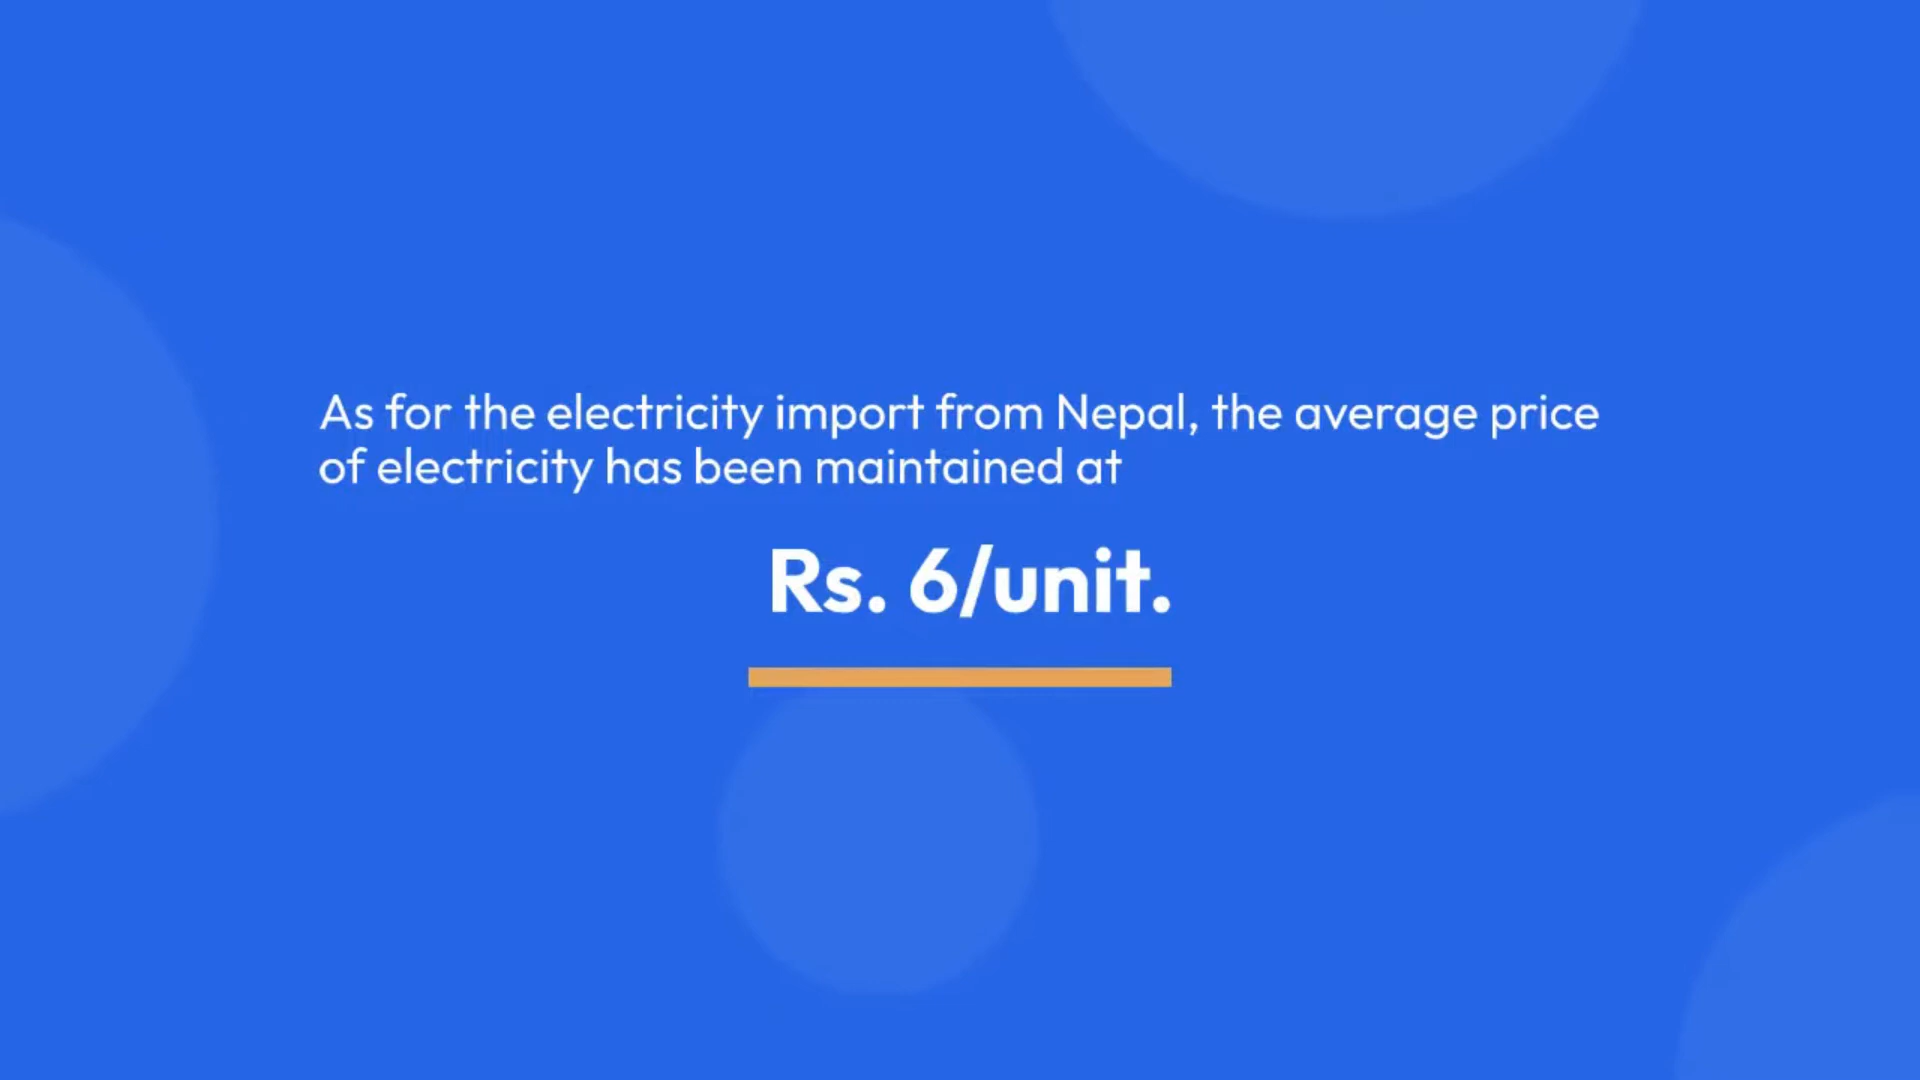 As for the electricity import from Nepal, the average price
of electricity has been maintained at
Rs. 6/unit.